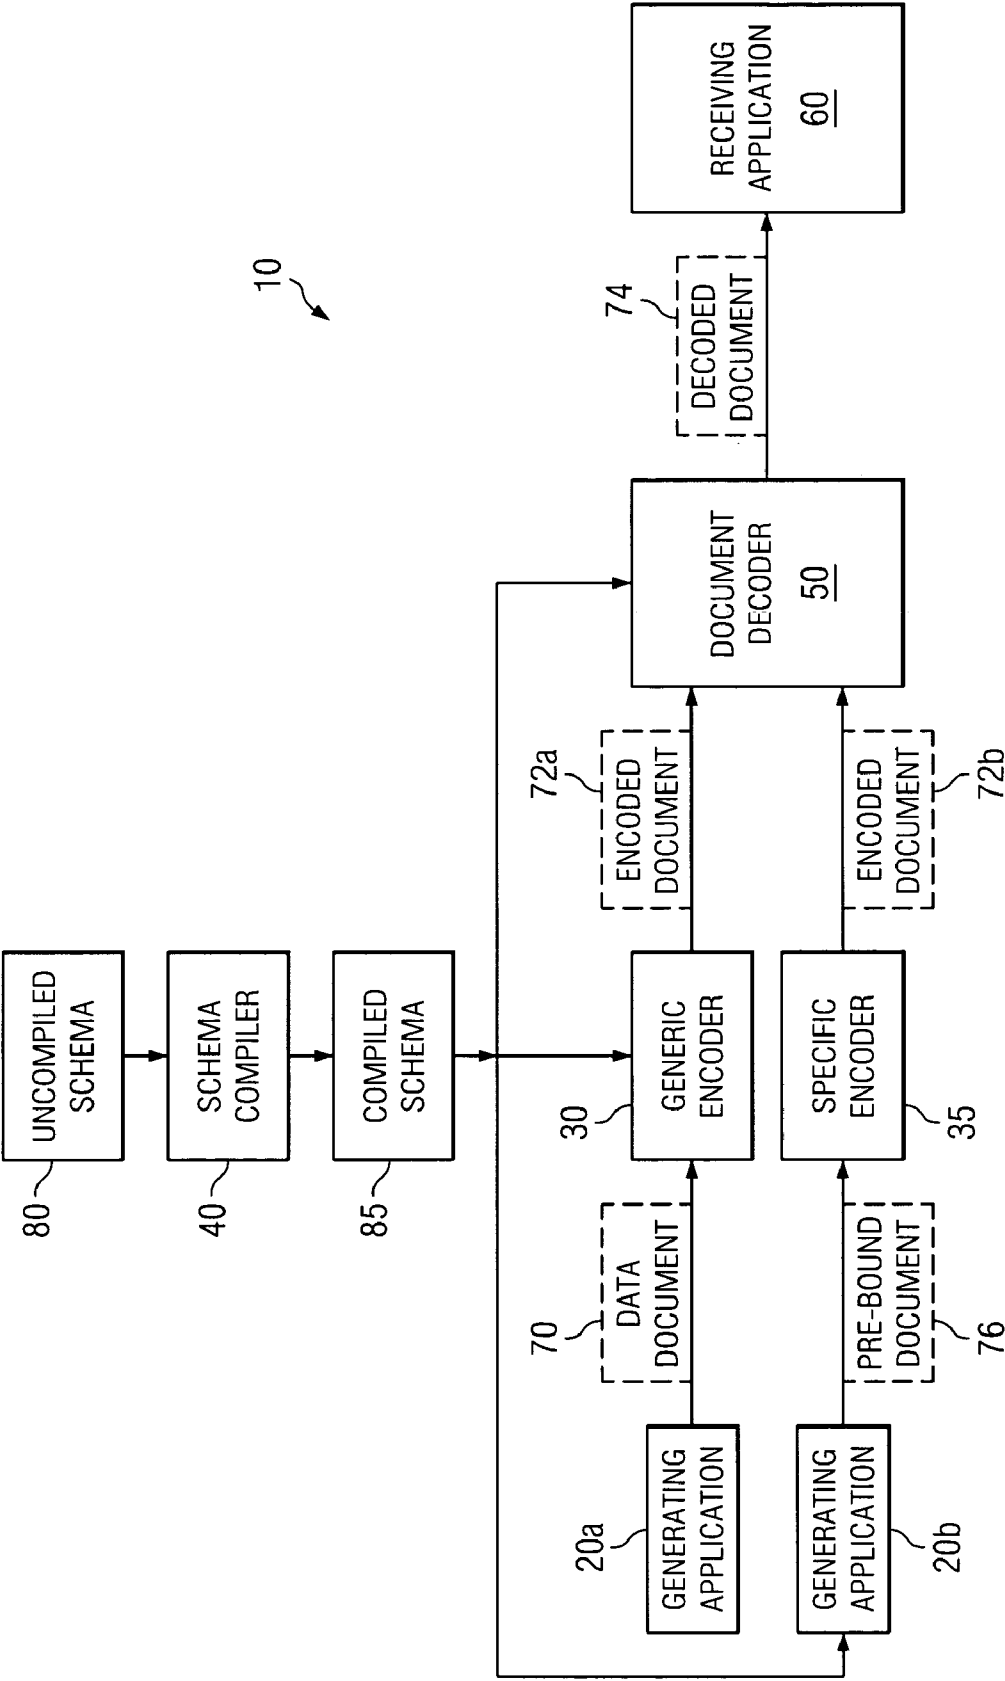 10
UNCOMPILED
SCHEMA
80
SCHEMA
COMPILER
40
COMPILED
SCHEMA
85
GENERATING
APPLICATION
20a
DATA
DOCUMENT
70
GENERIC
ENCODER
30
ENCODED
DOCUMENT
72a
GENERATING
APPLICATION
20b
PRE-BOUND
DOCUMENT
76
SPECIFIC
ENCODER
35
ENCODED
DOCUMENT
72b
DOCUMENT
DECODER
50
DECODED
DOCUMENT
74
RECEIVING
APPLICATION
60